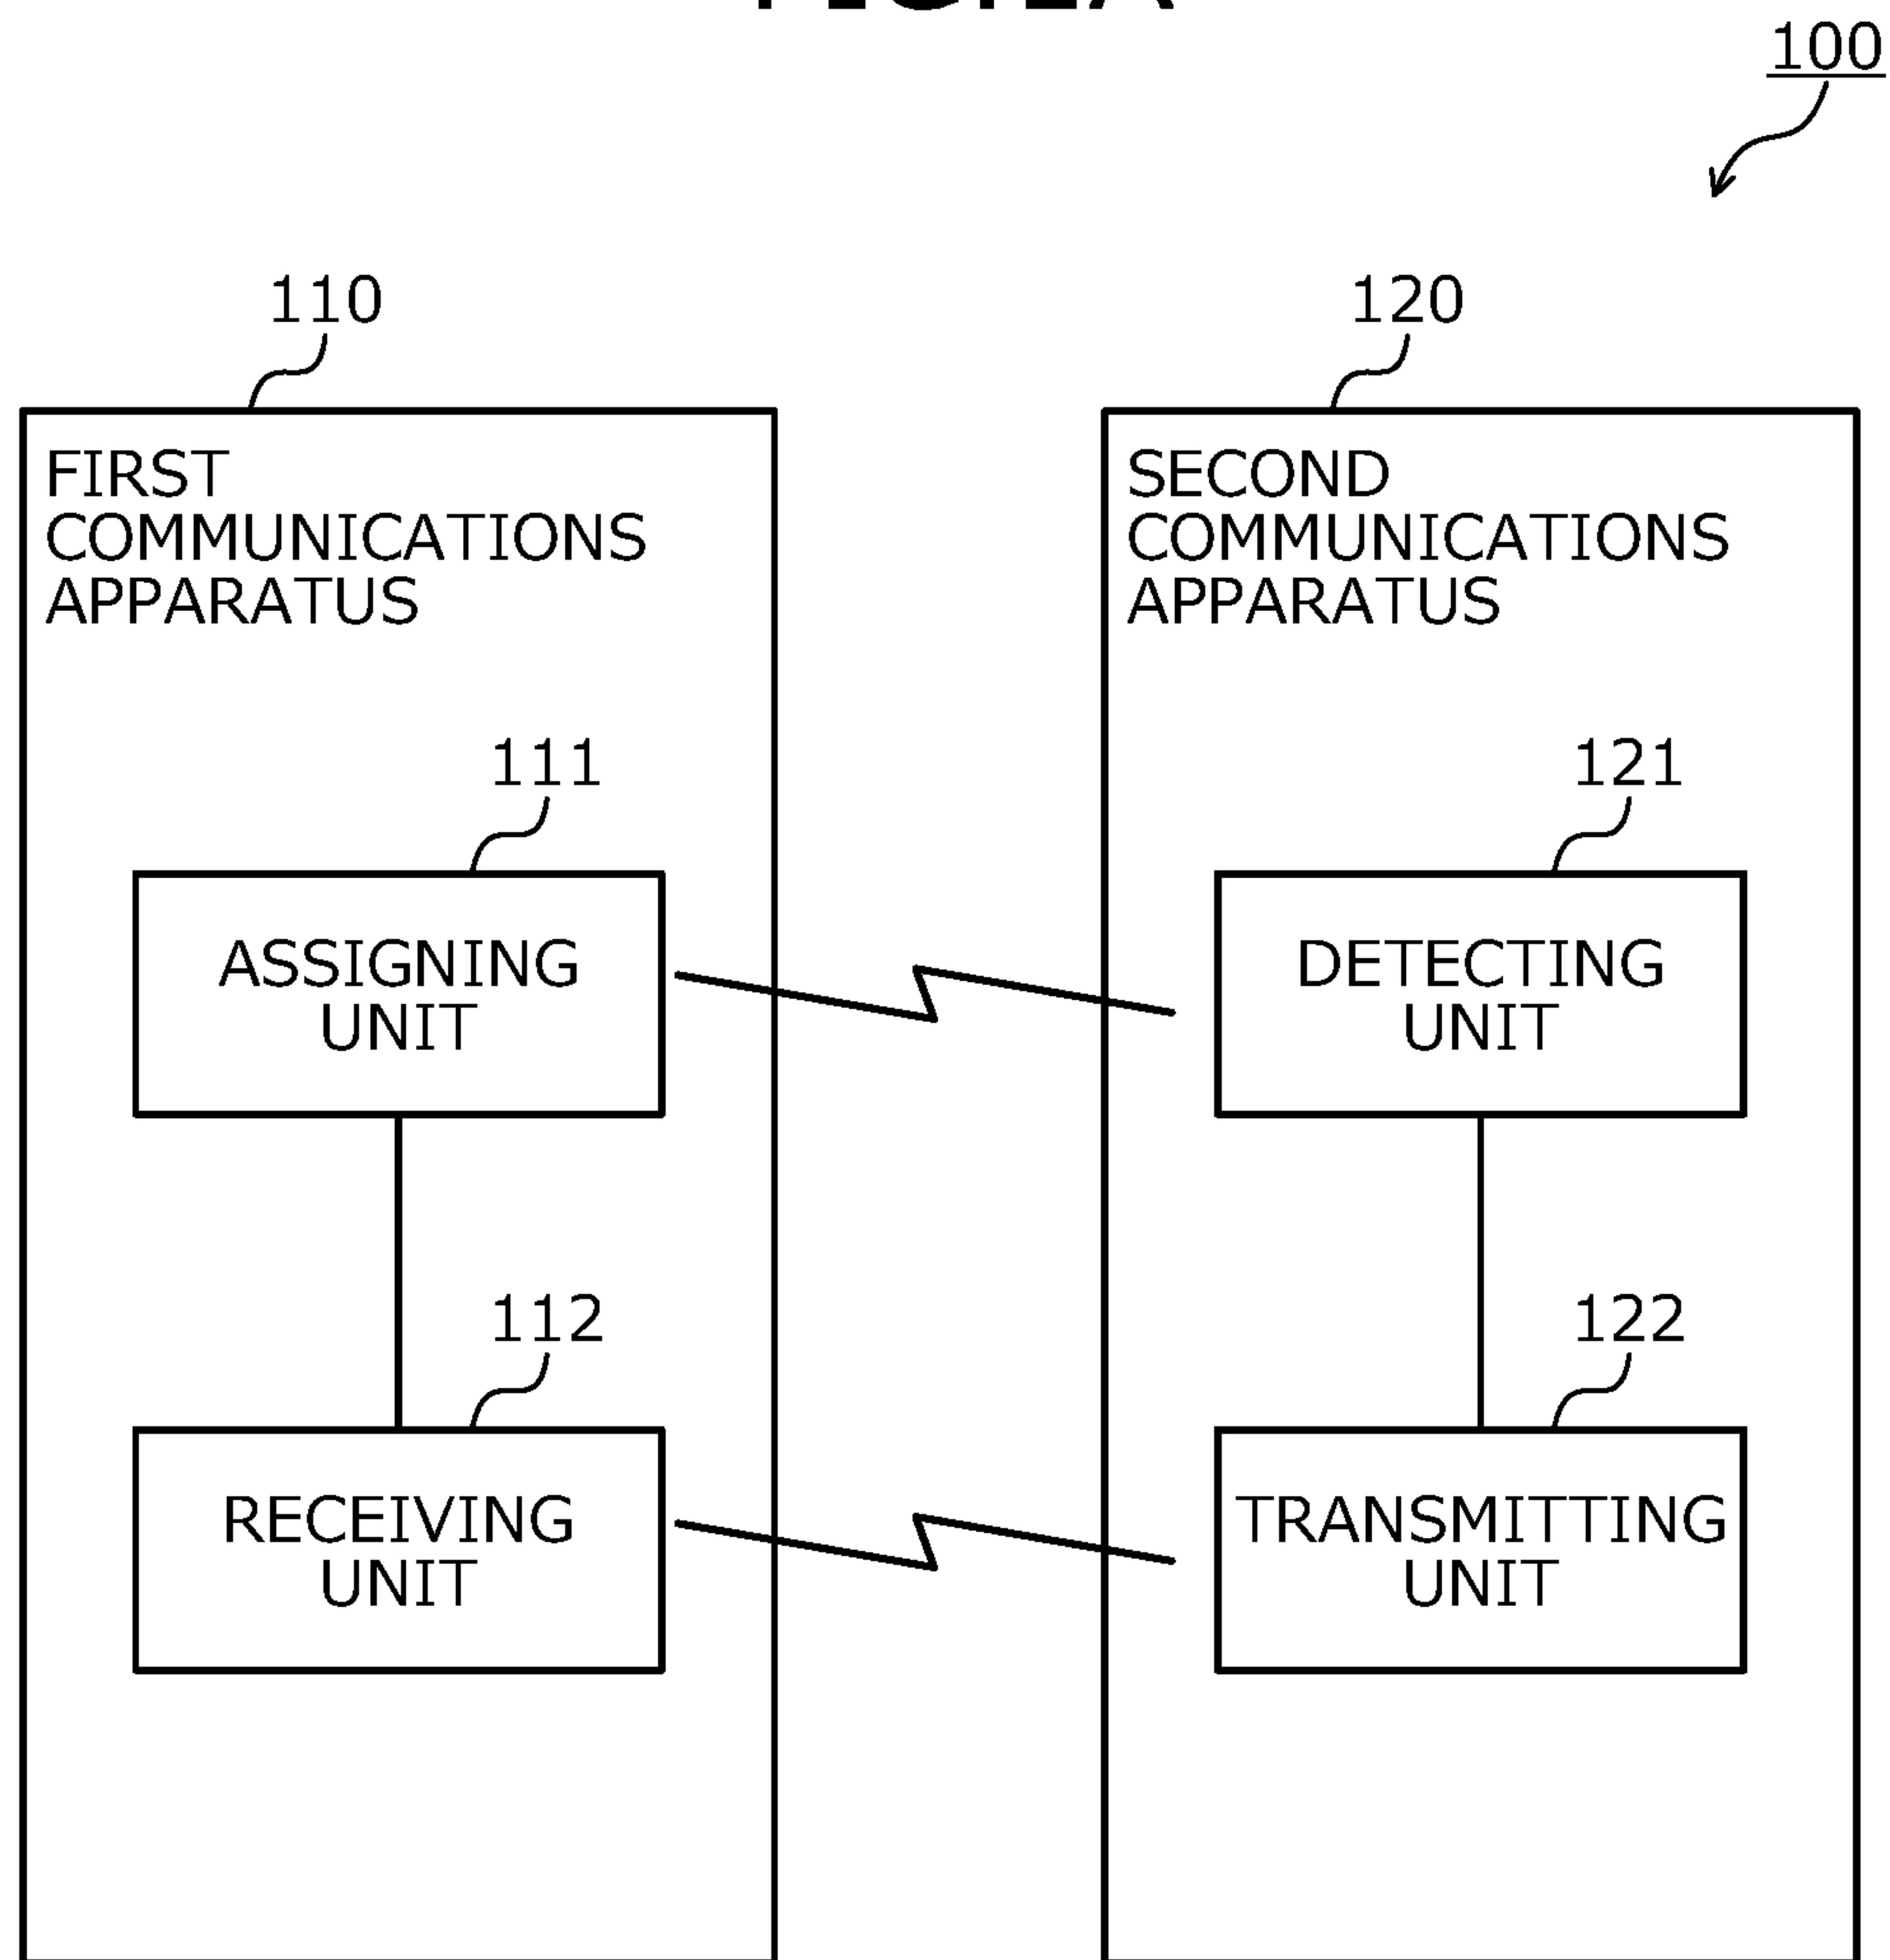 100
110
120
FIRST
COMMUNICATIONS
APPARATUS
SECOND
COMMUNICATIONS
APPARATUS
111
121
ASSIGNING
UNIT
DETECTING
UNIT
112
122
RECEIVING
UNIT
TRANSMITTING
UNIT